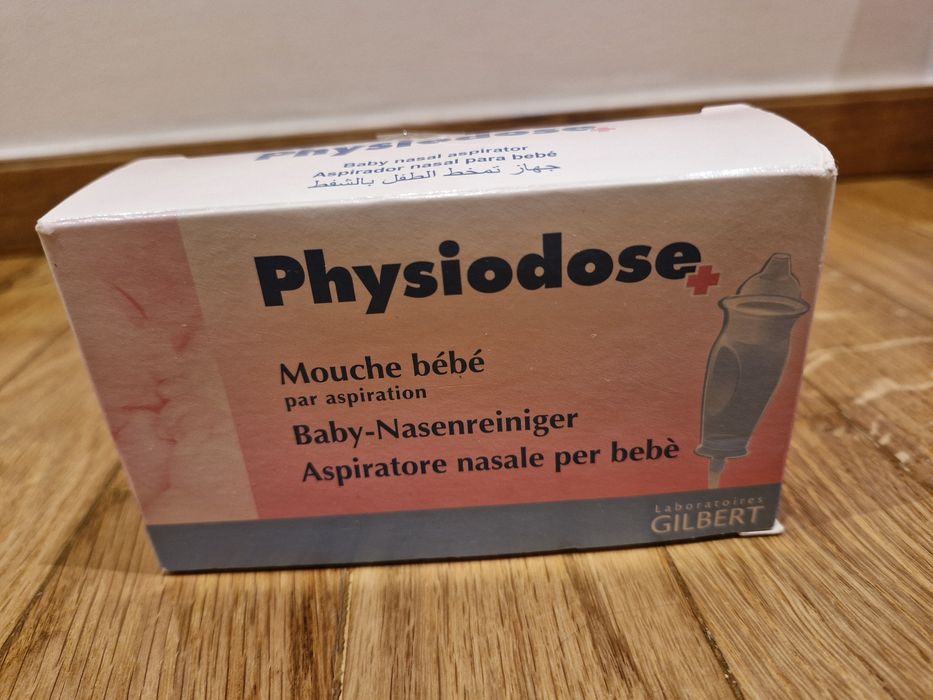 Physiodose+
Baby nasal aspirator
Aspirador nasal para bebé
جهاز تمخط الطفل بالشفط
Physiodose+
Mouche bébé
par aspiration
Baby-Nasenreiniger
Aspiratore nasale per bebè
Laboratoires
GILBERT